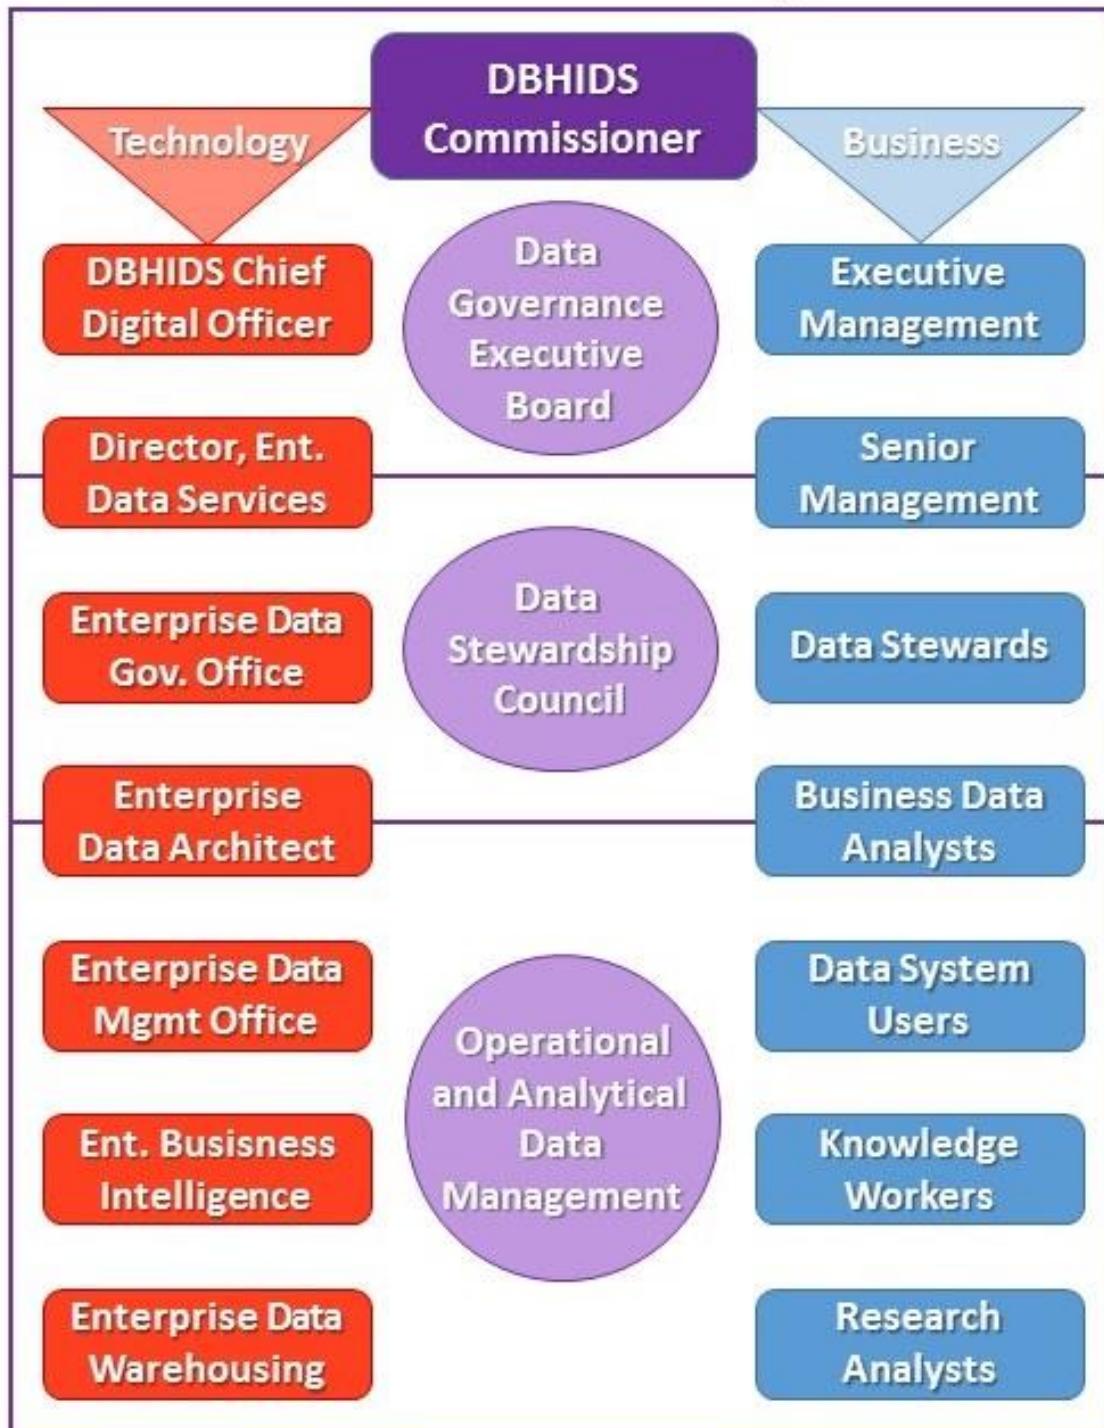 DBHIDS
Commissioner
Technology
Business
DBHIDS Chief
Digital Officer
Data
Governance
Executive
Board
Executive
Management
Director, Ent.
Data Services
Senior
Management
Enterprise Data
Gov. Office
Data
Stewardship
Council
Data Stewards
Enterprise
Data Architect
Business Data
Analysts
Enterprise Data
Mgmt Office
Operational
and Analytical
Data
Management
Data System
Users
Ent. Busisness
Intelligence
Knowledge
Workers
Enterprise Data
Warehousing
Research
Analysts